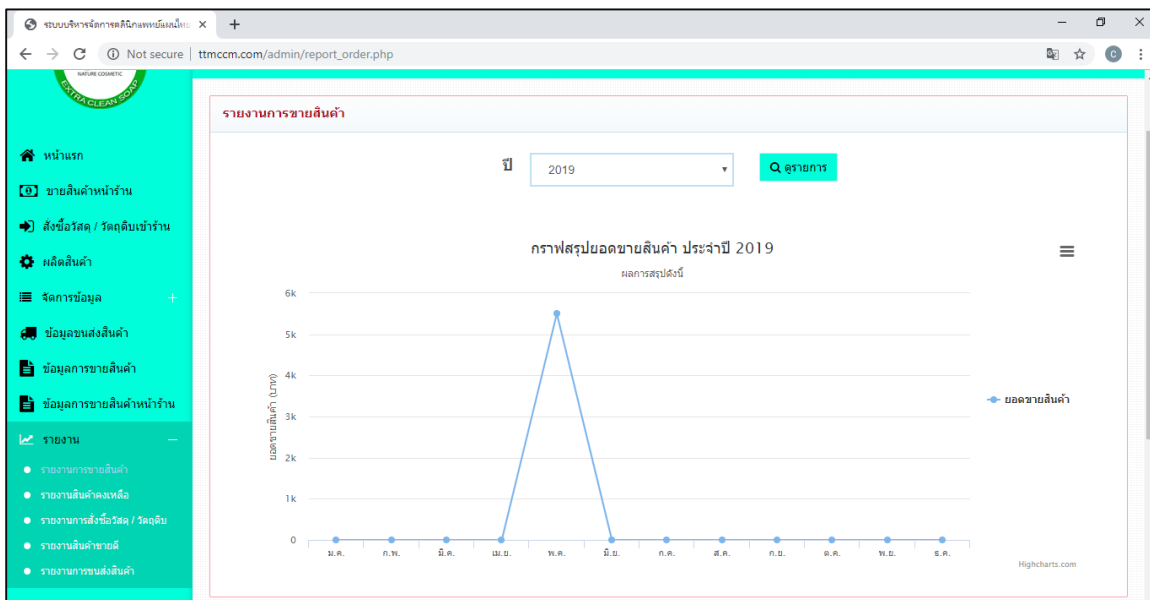 ระบบบริหารจัดการคลินิกแพทย์แผนไทย
Not secure
ttmccm.com/admin/report_order.php
C
NATURE COSMETIC
EXTRA CLEAN SOAP
หน้าแรก
ขายสินค้าหน้าร้าน
สั่งซื้อวัสดุ / วัตถุดิบเข้าร้าน
ผลิตสินค้า
จัดการข้อมูล
ข้อมูลขนส่งสินค้า
ข้อมูลการขายสินค้า
ข้อมูลการขายสินค้าหน้าร้าน
รายงาน
รายงานการขายสินค้า
รายงานสินค้าคงเหลือ
รายงานการสั่งซื้อวัสดุ / วัตถุดิบ
รายงานสินค้าขายดี
รายงานการขนส่งสินค้า
รายงานการขายสินค้า
ปี 2019 ดูรายการ
กราฟสรุปยอดขายสินค้า ประจำปี 2019
ผลการสรุปดังนี้
ยอดขายสินค้า (บาท)
6k
5k
4k
3k
2k
1k
0
ม.ค. ก.พ. มี.ค. เม.ย. พ.ค. มิ.ย. ก.ค. ส.ค. ก.ย. ต.ค. พ.ย. ธ.ค.
ยอดขายสินค้า
Highcharts.com